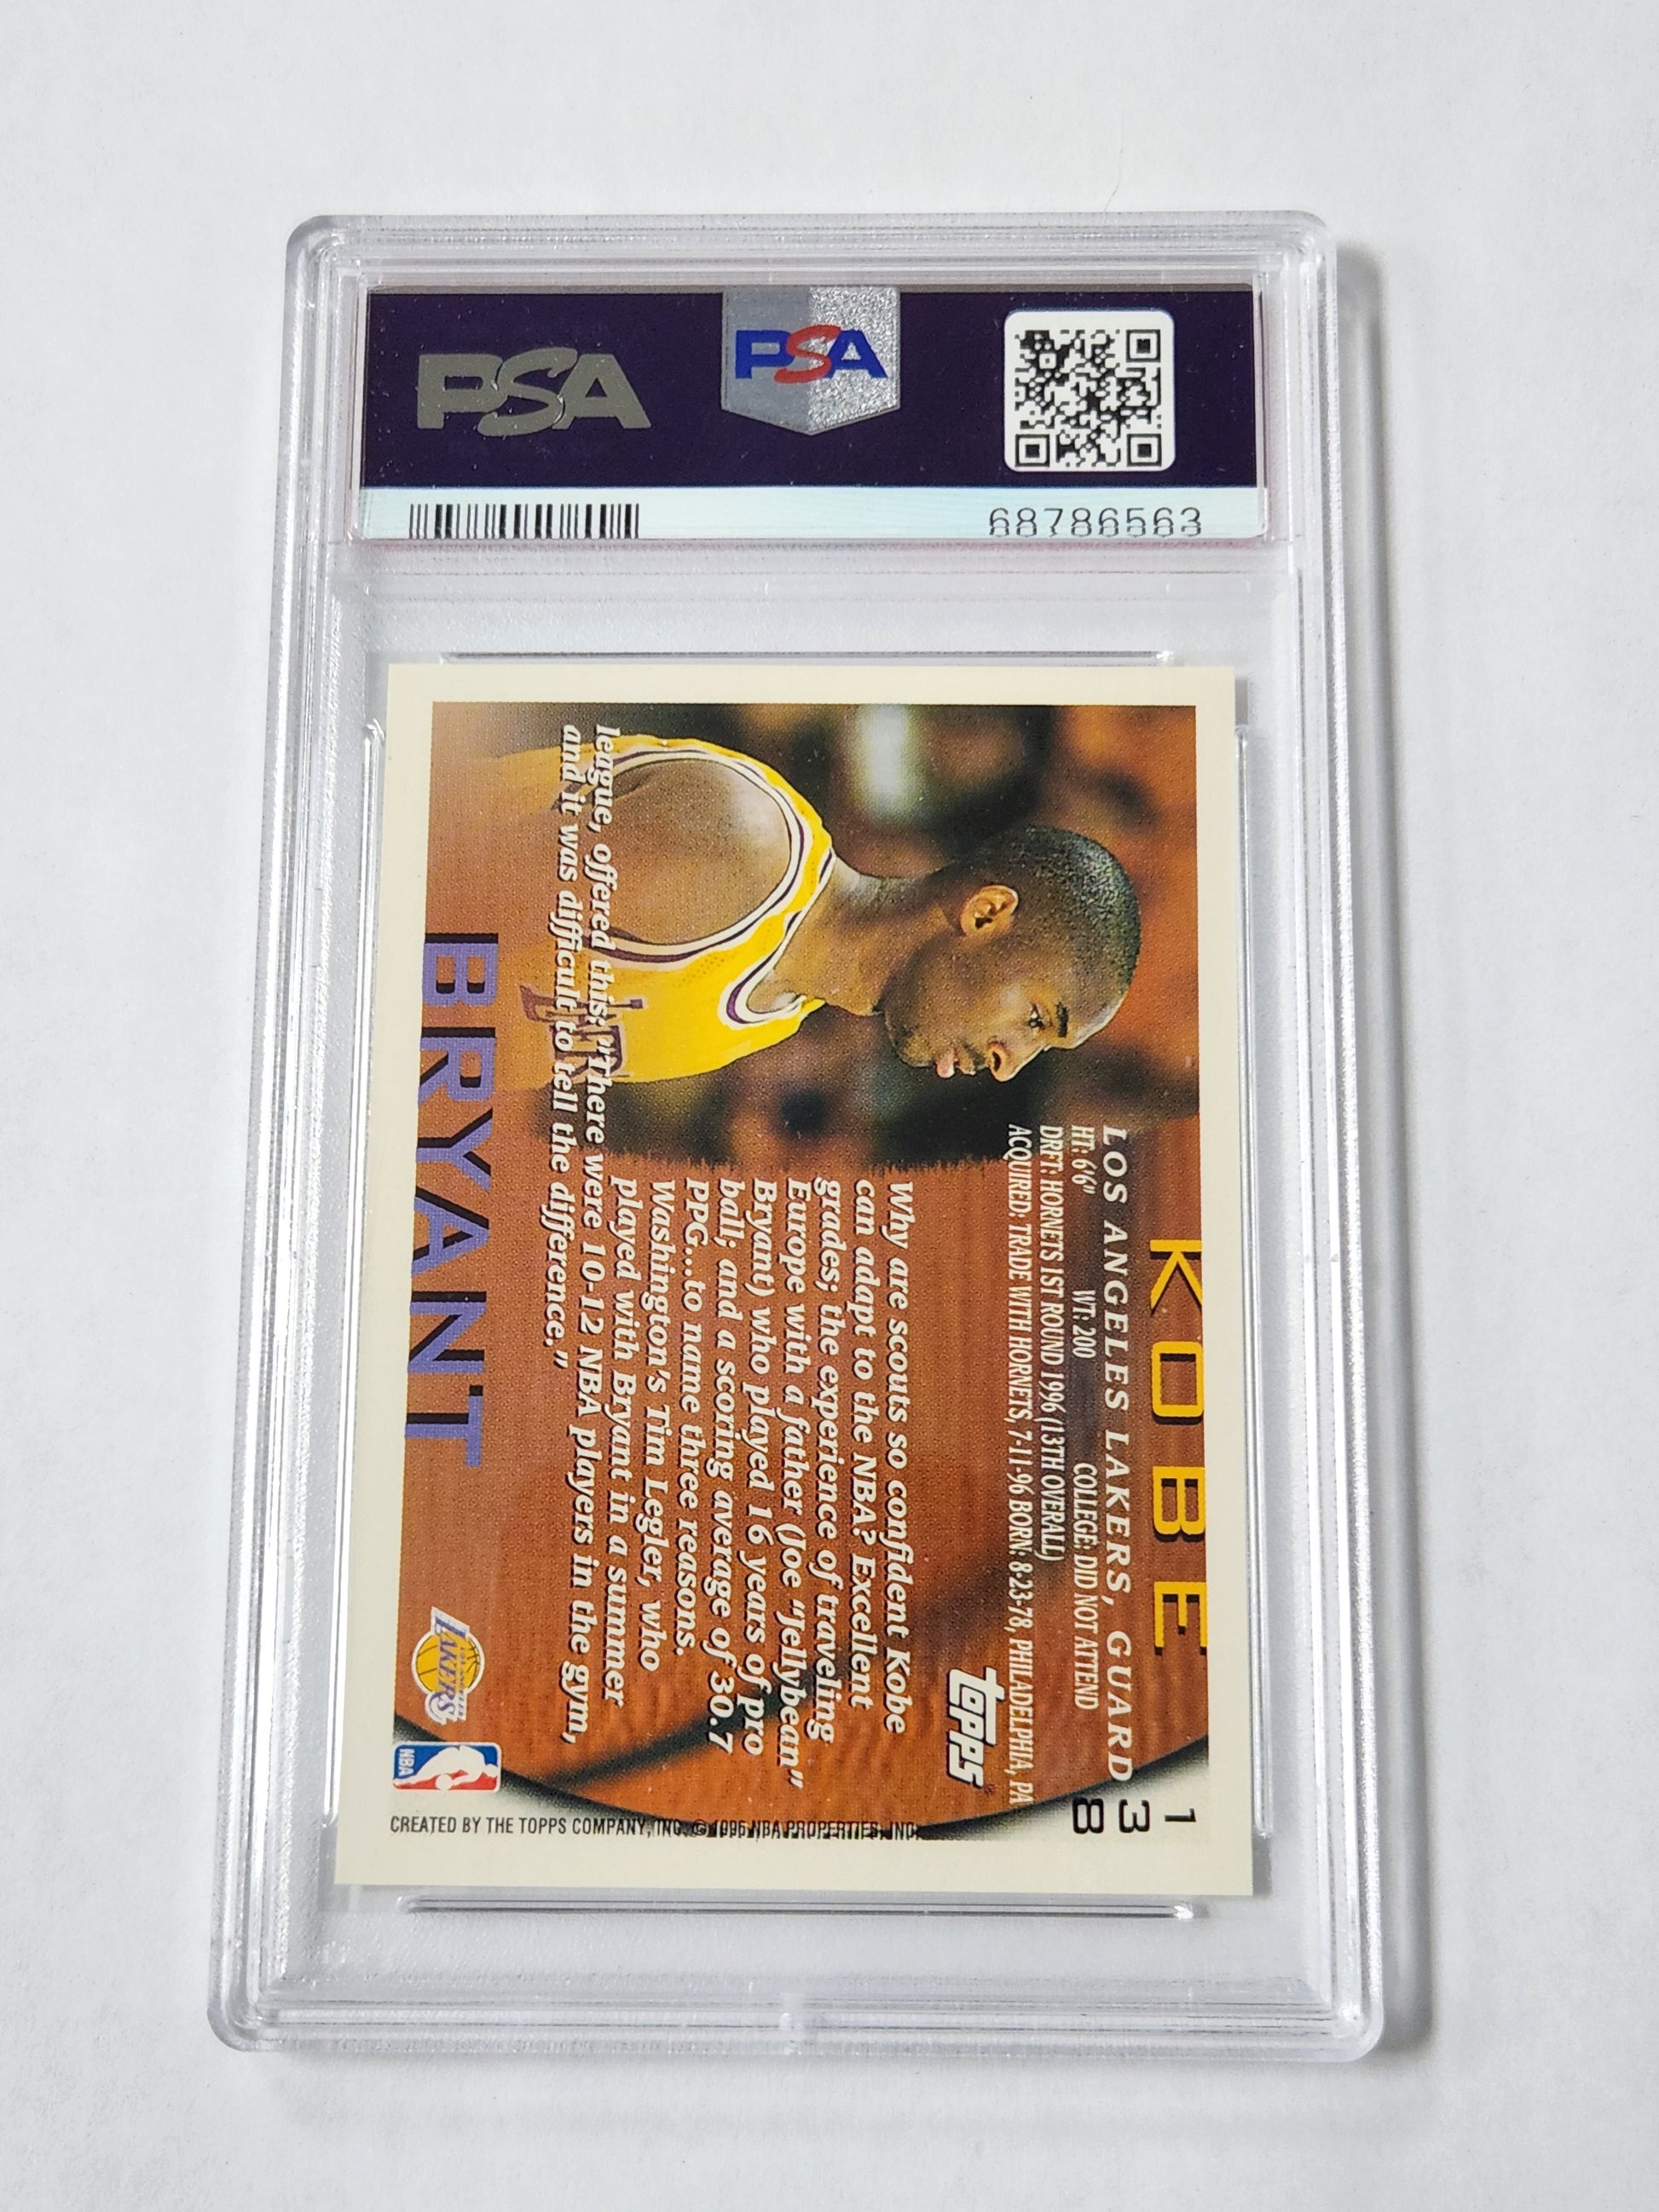 PSA
PSA
68786563
KOBE
138
LOS ANGELES LAKERS, GUARD
HT: 6'6" WT: 200 COLLEGE: DID NOT ATTEND
DRFT: HORNETS 1ST ROUND 1996 (13TH OVERALL)
ACQUIRED: TRADE WITH HORNETS, 7-11-96 BORN: 8-23-78, PHILADELPHIA, PA
topps
Why are scouts so confident Kobe
can adapt to the NBA? Excellent
grades; the experience of traveling
Europe with a father (Joe "Jellybean"
Bryant) who played 16 years of pro
ball; and a scoring average of 30.7
PPG...to name three reasons.
Washington's Tim Legler, who
played with Bryant in a summer
league, offered this: "There were 10-12 NBA players in the gym,
and it was difficult to tell the difference."
BRYANT
LAKERS
NBA
CREATED BY THE TOPPS COMPANY, INC. © 1996 NBA PROPERTIES, INC.